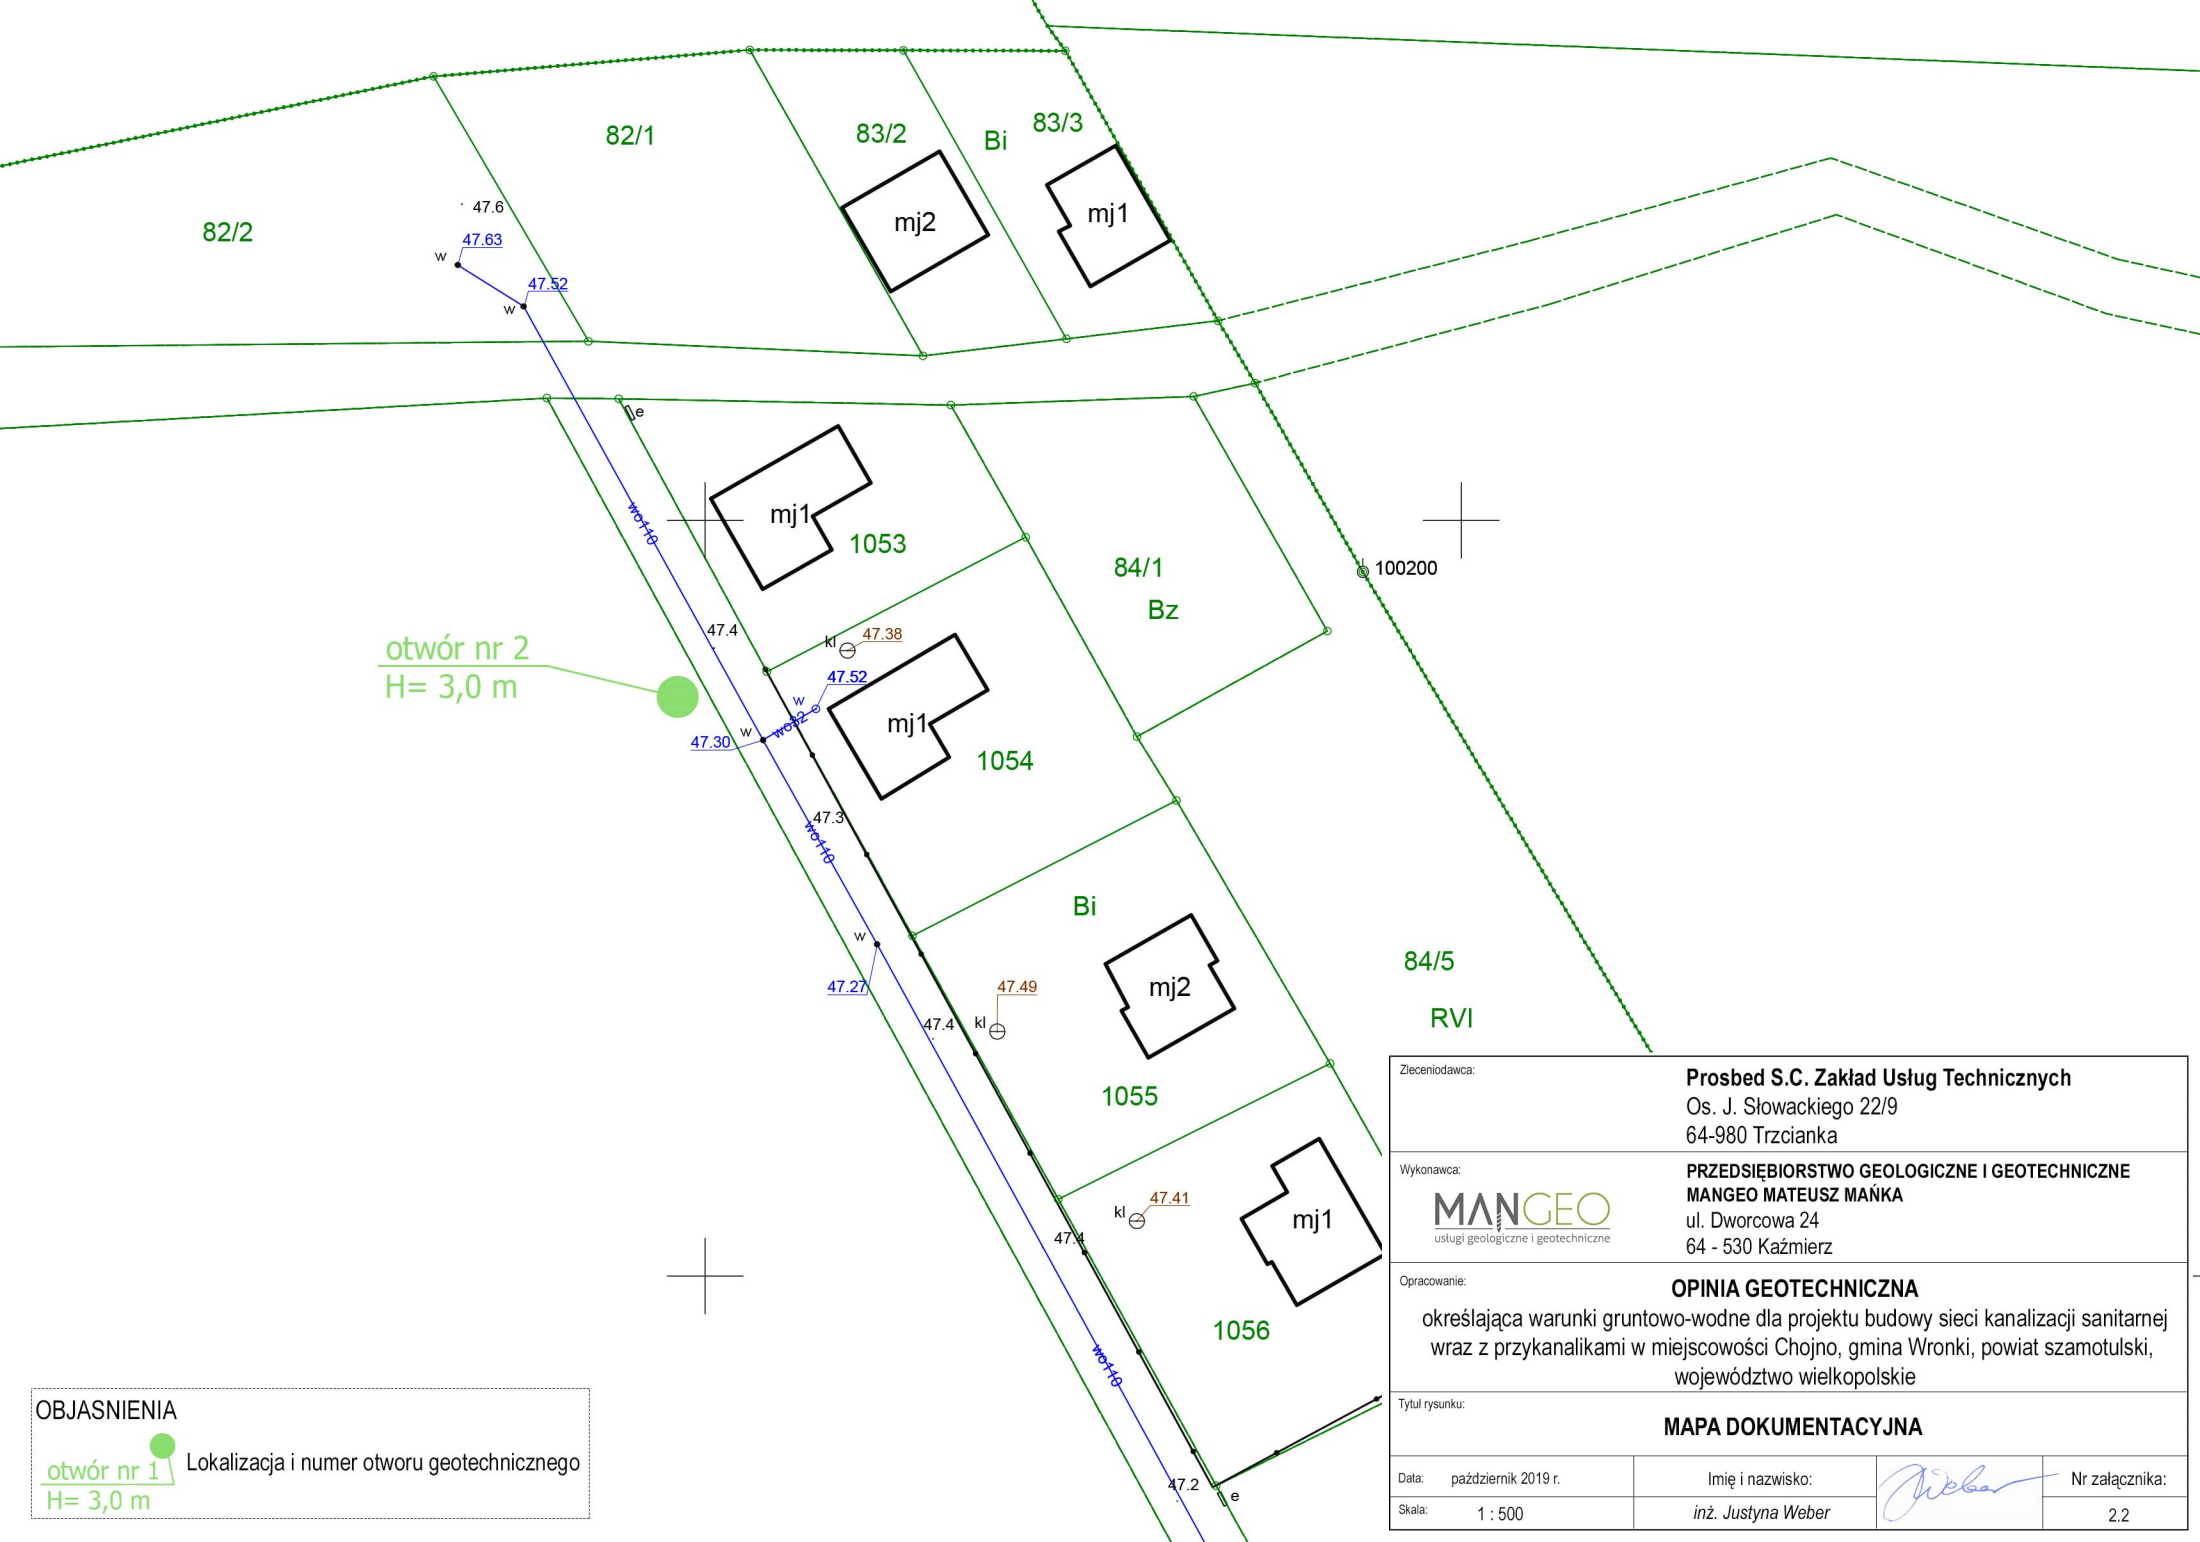 82/1
83/2
Bi
83/3
82/2
47.6
47.63
w
47.52
w
mj2
mj1
e
wo110
mj1
1053
84/1
Bz
100200
otwór nr 2
H= 3,0 m
47.4
kl
47.38
47.52
w
wo32
w
47.30
mj1
1054
47.3
wo110
Bi
w
47.27
47.49
kl
47.4
mj2
84/5
RVI
1055
kl
47.41
47.4
mj1
1056
wo110
47.2
e
OBJASNIENIA
otwór nr 1
H= 3,0 m
Lokalizacja i numer otworu geotechnicznego
Zleceniodawca:
Prosbed S.C. Zakład Usług Technicznych
Os. J. Słowackiego 22/9
64-980 Trzcianka
Wykonawca:
MANGEO
usługi geologiczne i geotechniczne
PRZEDSIĘBIORSTWO GEOLOGICZNE I GEOTECHNICZNE
MANGEO MATEUSZ MAŃKA
ul. Dworcowa 24
64 - 530 Kaźmierz
Opracowanie:
OPINIA GEOTECHNICZNA
określająca warunki gruntowo-wodne dla projektu budowy sieci kanalizacji sanitarnej
wraz z przykanalikami w miejscowości Chojno, gmina Wronki, powiat szamotulski,
województwo wielkopolskie
Tytuł rysunku:
MAPA DOKUMENTACYJNA
Data: październik 2019 r.
Imię i nazwisko:
JWeber
Nr załącznika:
Skala: 1 : 500
inż. Justyna Weber
2.2